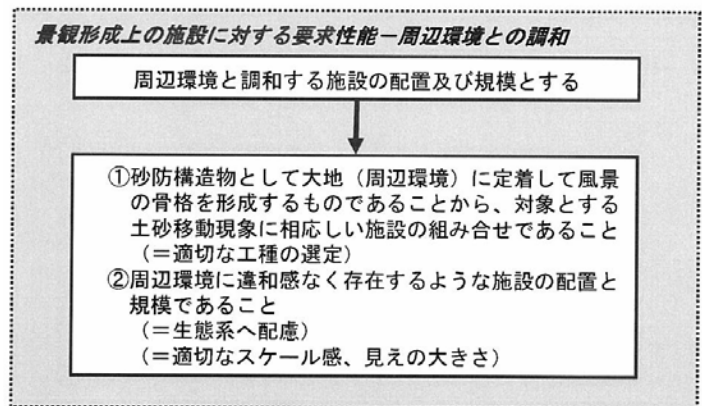 景観形成上の施設に対する要求性能－周辺環境との調和
周辺環境と調和する施設の配置及び規模とする
①砂防構造物として大地（周辺環境）に定着して風景
の骨格を形成するものであることから、対象とする
土砂移動現象に相応しい施設の組み合せであること
（＝適切な工種の選定）
②周辺環境に違和感なく存在するような施設の配置と
規模であること
（＝生態系へ配慮）
（＝適切なスケール感、見えの大きさ）